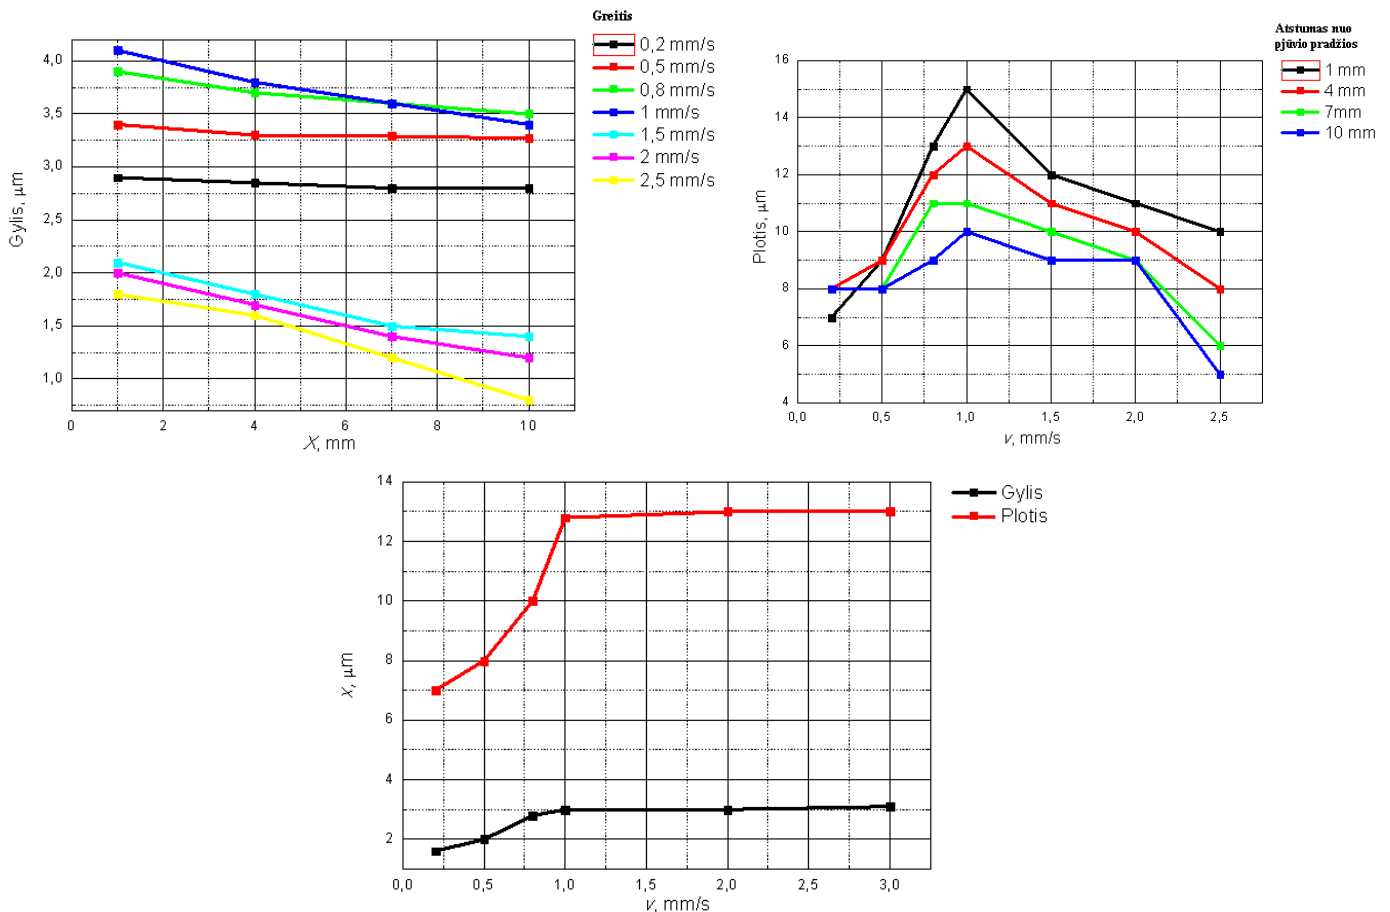 Greitis
0,2 mm/s
0,5 mm/s
0,8 mm/s
1 mm/s
1,5 mm/s
2 mm/s
2,5 mm/s
4,0
3,5
3,0
2,5
2,0
1,5
1,0
Gylis, μm
0 2 4 6 8 10
X, mm
Atstumas nuo
pjūvio pradžios
1 mm
4 mm
7mm
10 mm
16
14
12
10
8
6
4
Plotis, μm
0,0 0,5 1,0 1,5 2,0 2,5
v, mm/s
Gylis
Plotis
14
12
10
8
6
4
2
x, μm
0,0 0,5 1,0 1,5 2,0 2,5 3,0
v, mm/s